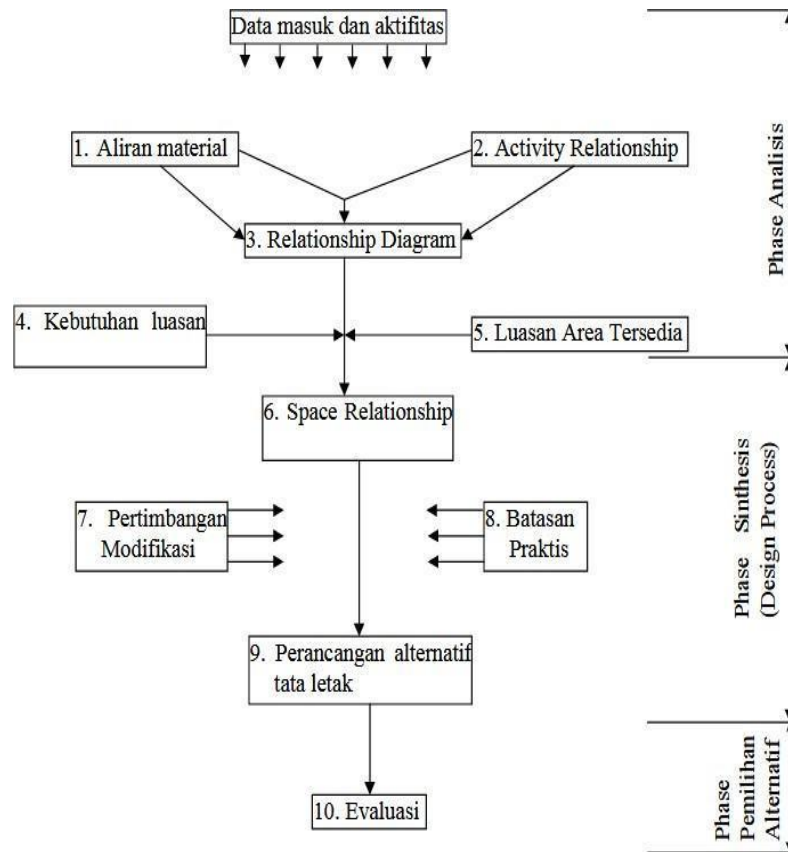 Data masuk dan aktifitas
1. Aliran material
2. Activity Relationship
3. Relationship Diagram
4. Kebutuhan luasan
5. Luasan Area Tersedia
6. Space Relationship
7. Pertimbangan
Modifikasi
8. Batasan
Praktis
9. Perancangan alternatif
tata letak
10. Evaluasi
Phase Analisis
Phase Sinthesis
(Design Process)
Phase
Pemilihan
Alternatif